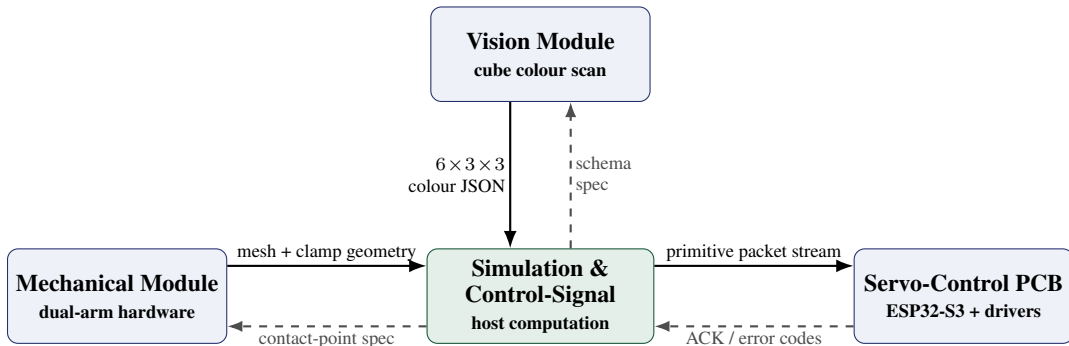 Vision Module
cube colour scan
6 × 3 × 3
colour JSON
schema
spec
mesh + clamp geometry
primitive packet stream
Mechanical Module
dual-arm hardware
Simulation &
Control-Signal
host computation
Servo-Control PCB
ESP32-S3 + drivers
contact-point spec
ACK / error codes